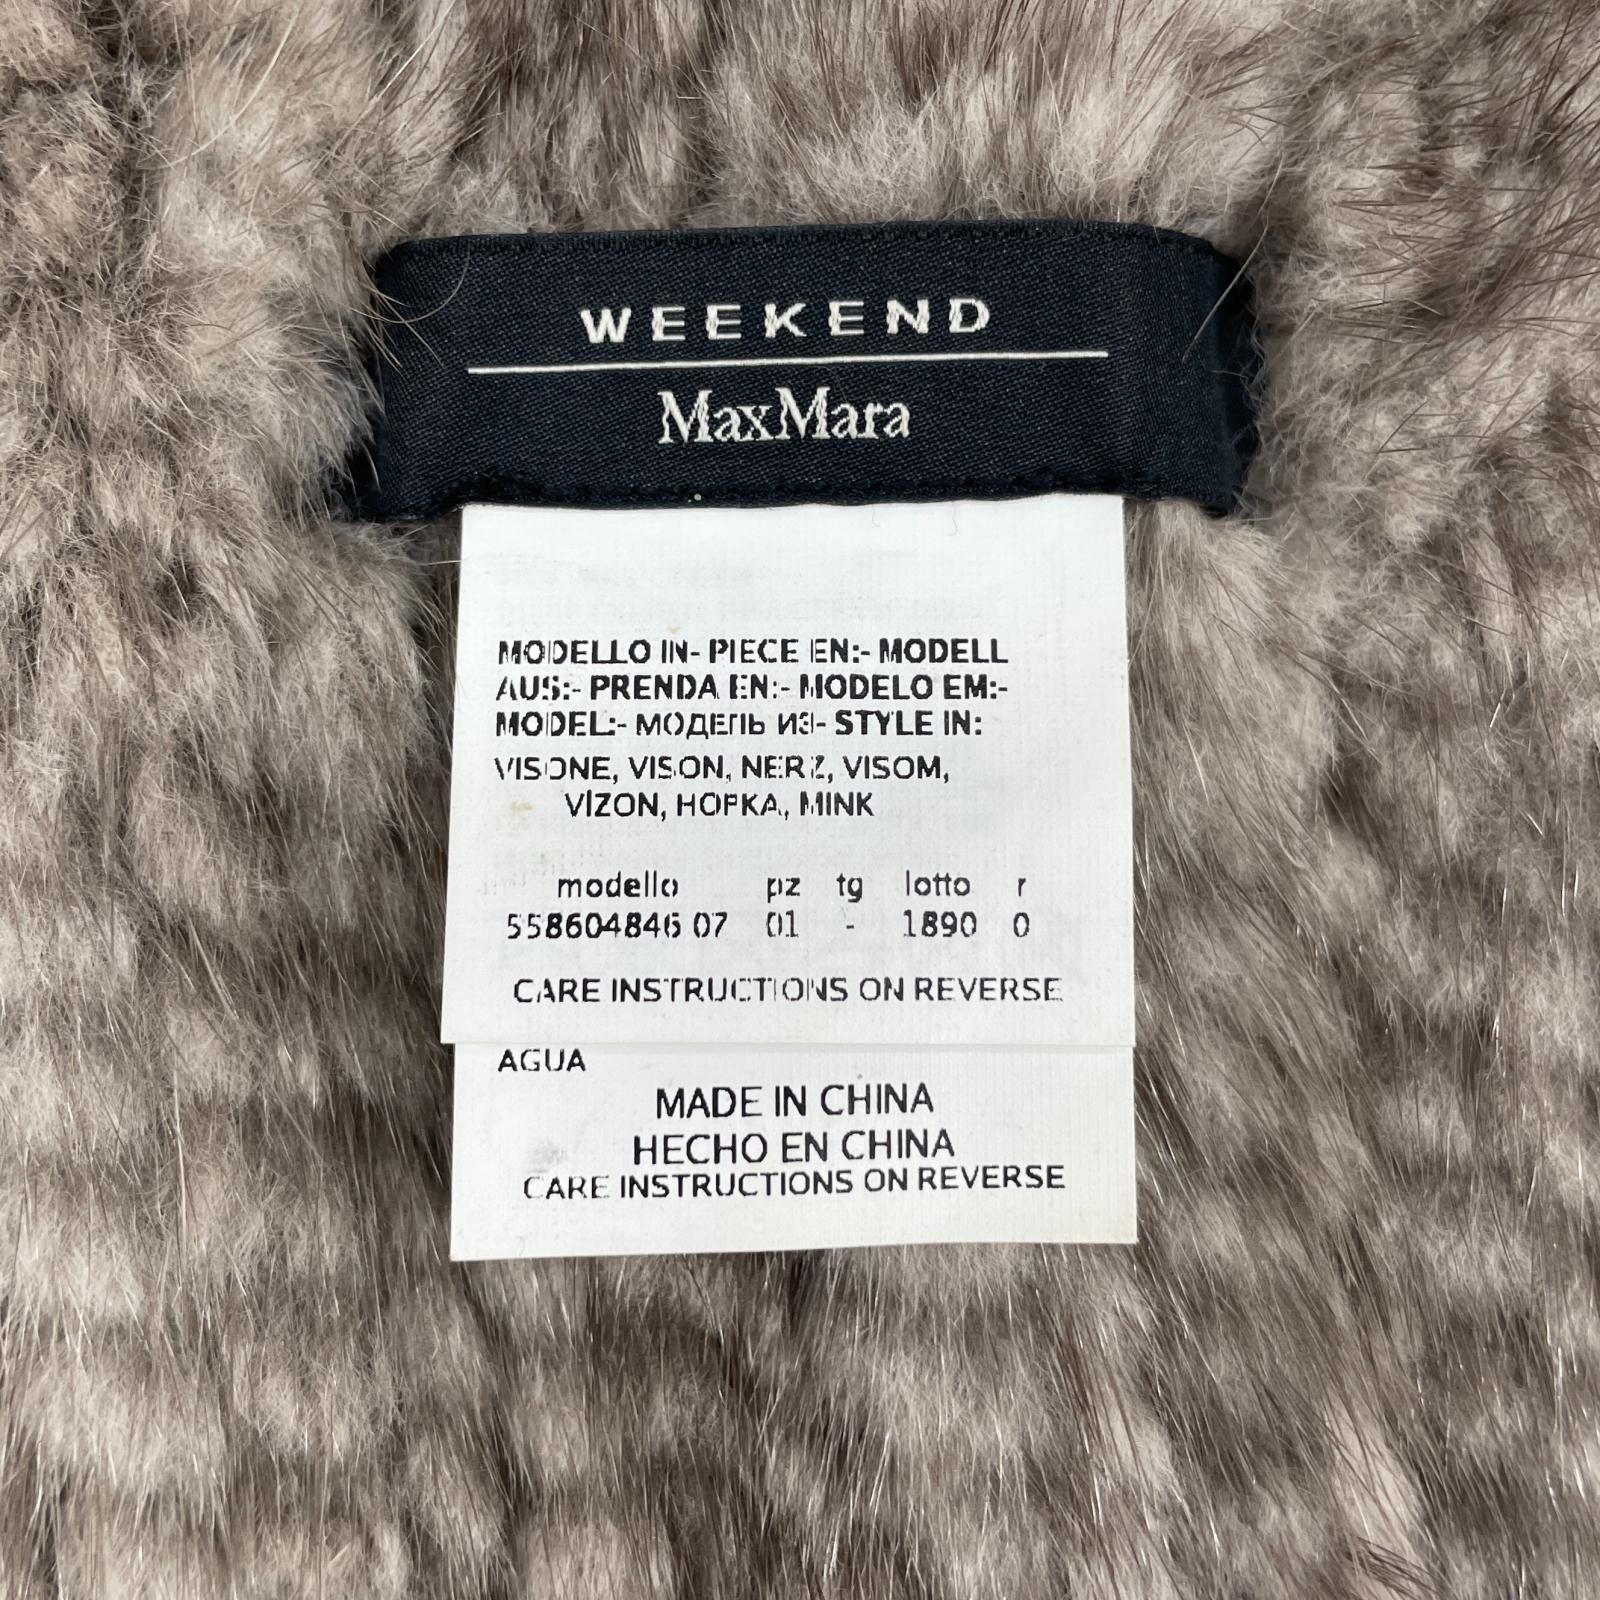 WEEKEND
MaxMara
MODELLO IN- PIECE EN:- MODELL
AUS:- PRENDA EN:- MODELO EM:-
MODEL:- МОДЕЛЬ ИЗ- STYLE IN:
VISONE, VISON, NERZ, VISOM,
VİZON, НОРКА, MINK
modello pz tg lotto r
558604846 07 01 - 1890 0
CARE INSTRUCTIONS ON REVERSE
AGUA
MADE IN CHINA
HECHO EN CHINA
CARE INSTRUCTIONS ON REVERSE